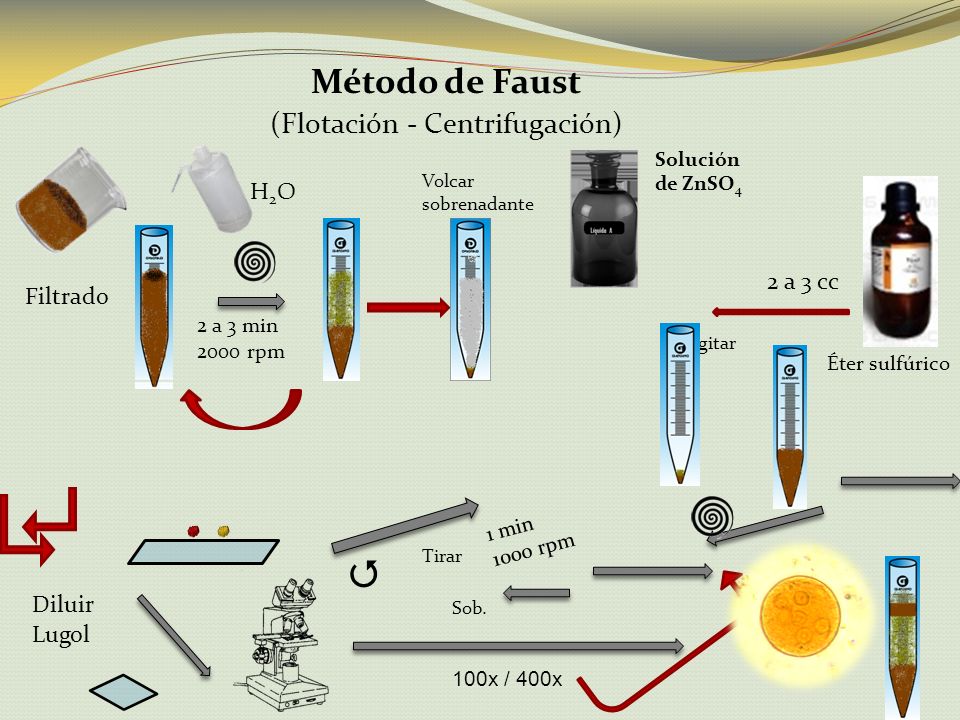 Método de Faust
(Flotación - Centrifugación)
Solución
de ZnSO₄
Volcar
sobrenadante
H₂O
Líquido A
2 a 3 cc
Filtrado
2 a 3 min
2000 rpm
gitar
Éter sulfúrico
1 min
1000 rpm
Tirar
Diluir
Lugol
Sob.
100x / 400x